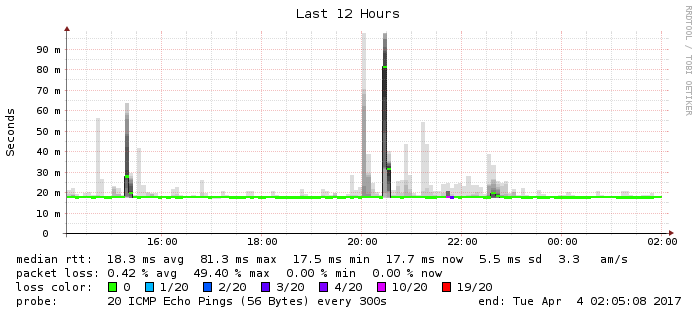 Last 12 Hours
RRDTOOL / TOBI OETIKER
Seconds
90 m
80 m
70 m
60 m
50 m
40 m
30 m
20 m
10 m
0
16:00 18:00 20:00 22:00 00:00 02:00
median rtt: 18.3 ms avg 81.3 ms max 17.5 ms min 17.7 ms now 5.5 ms sd 3.3 am/s
packet loss: 0.42 % avg 49.40 % max 0.00 % min 0.00 % now
loss color: 0 1/20 2/20 3/20 4/20 10/20 19/20
probe: 20 ICMP Echo Pings (56 Bytes) every 300s end: Tue Apr 4 02:05:08 2017